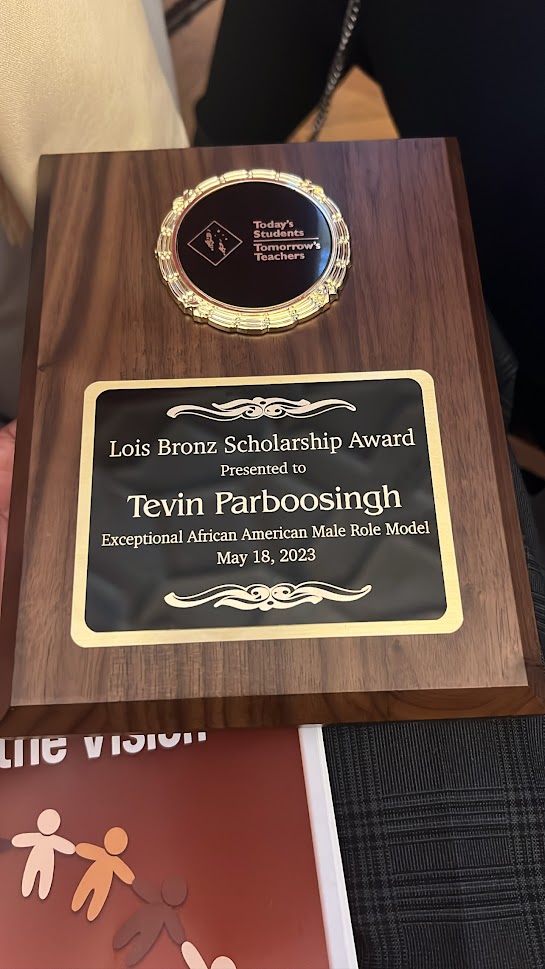 Today's
Students
Tomorrow's
Teachers
Lois Bronz Scholarship Award
Presented to
Tevin Parboosingh
Exceptional African American Male Role Model
May 18, 2023
the Vision